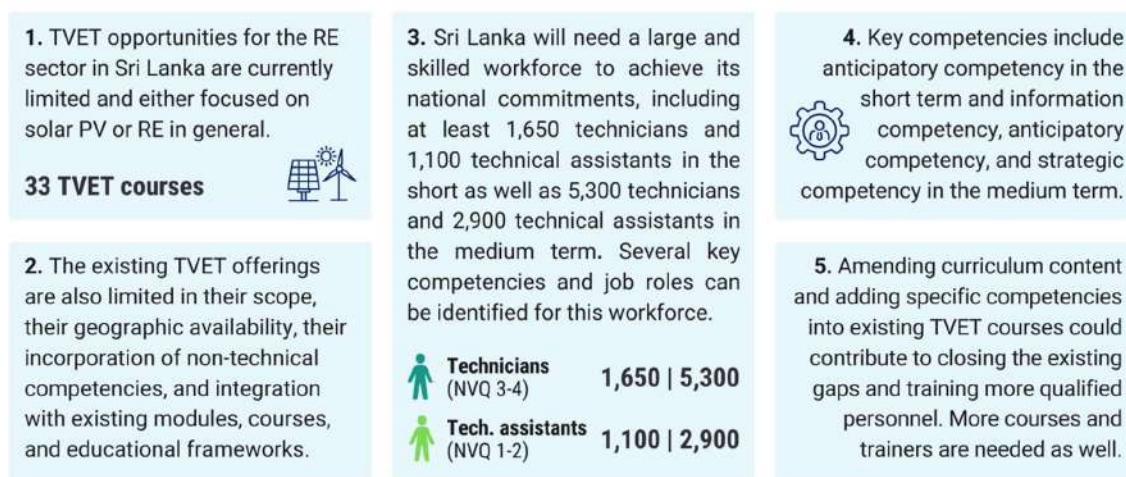 1. TVET opportunities for the RE
sector in Sri Lanka are currently
limited and either focused on
solar PV or RE in general.
33 TVET courses
2. The existing TVET offerings
are also limited in their scope,
their geographic availability, their
incorporation of non-technical
competencies, and integration
with existing modules, courses,
and educational frameworks.
3. Sri Lanka will need a large and
skilled workforce to achieve its
national commitments, including
at least 1,650 technicians and
1,100 technical assistants in the
short as well as 5,300 technicians
and 2,900 technical assistants in
the medium term. Several key
competencies and job roles can
be identified for this workforce.
Technicians
(NVQ 3-4)
1,650 | 5,300
Tech. assistants
(NVQ 1-2)
1,100 | 2,900
4. Key competencies include
anticipatory competency in the
short term and information
competency, anticipatory
competency, and strategic
competency in the medium term.
5. Amending curriculum content
and adding specific competencies
into existing TVET courses could
contribute to closing the existing
gaps and training more qualified
personnel. More courses and
trainers are needed as well.